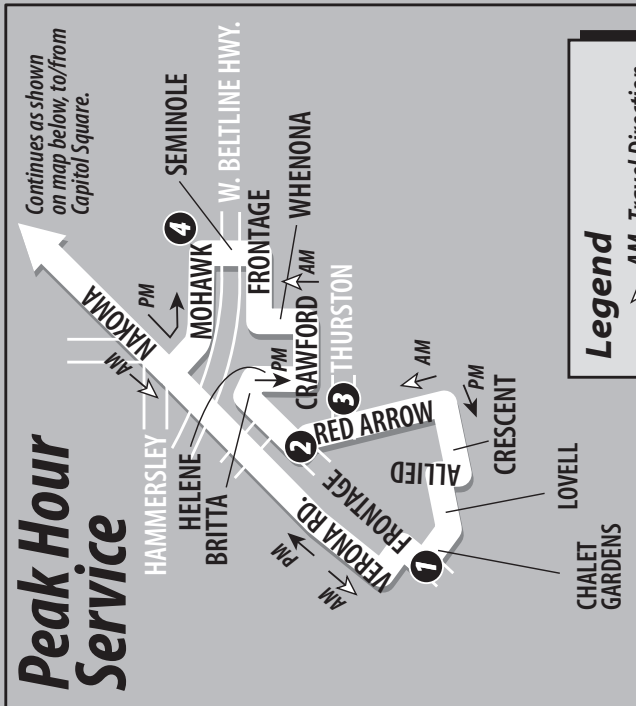 Peak Hour
Service
Continues as shown
on map below, to/from
Capitol Square.
HAMMERSLEY
NAKOMA
AM
PM
MOHAWK
4
SEMINOLE
W. BELTLINE HWY.
FRONTAGE
WHENONA
AM
HELENE
BRITTA
PM
CRAWFORD
THURSTON
3
2
RED ARROW
AM
PM
VERONA RD.
FRONTAGE
PM
AM
ALLIED
CRESCENT
1
LOVELL
CHALET
GARDENS
Legend
AM Travel Direction